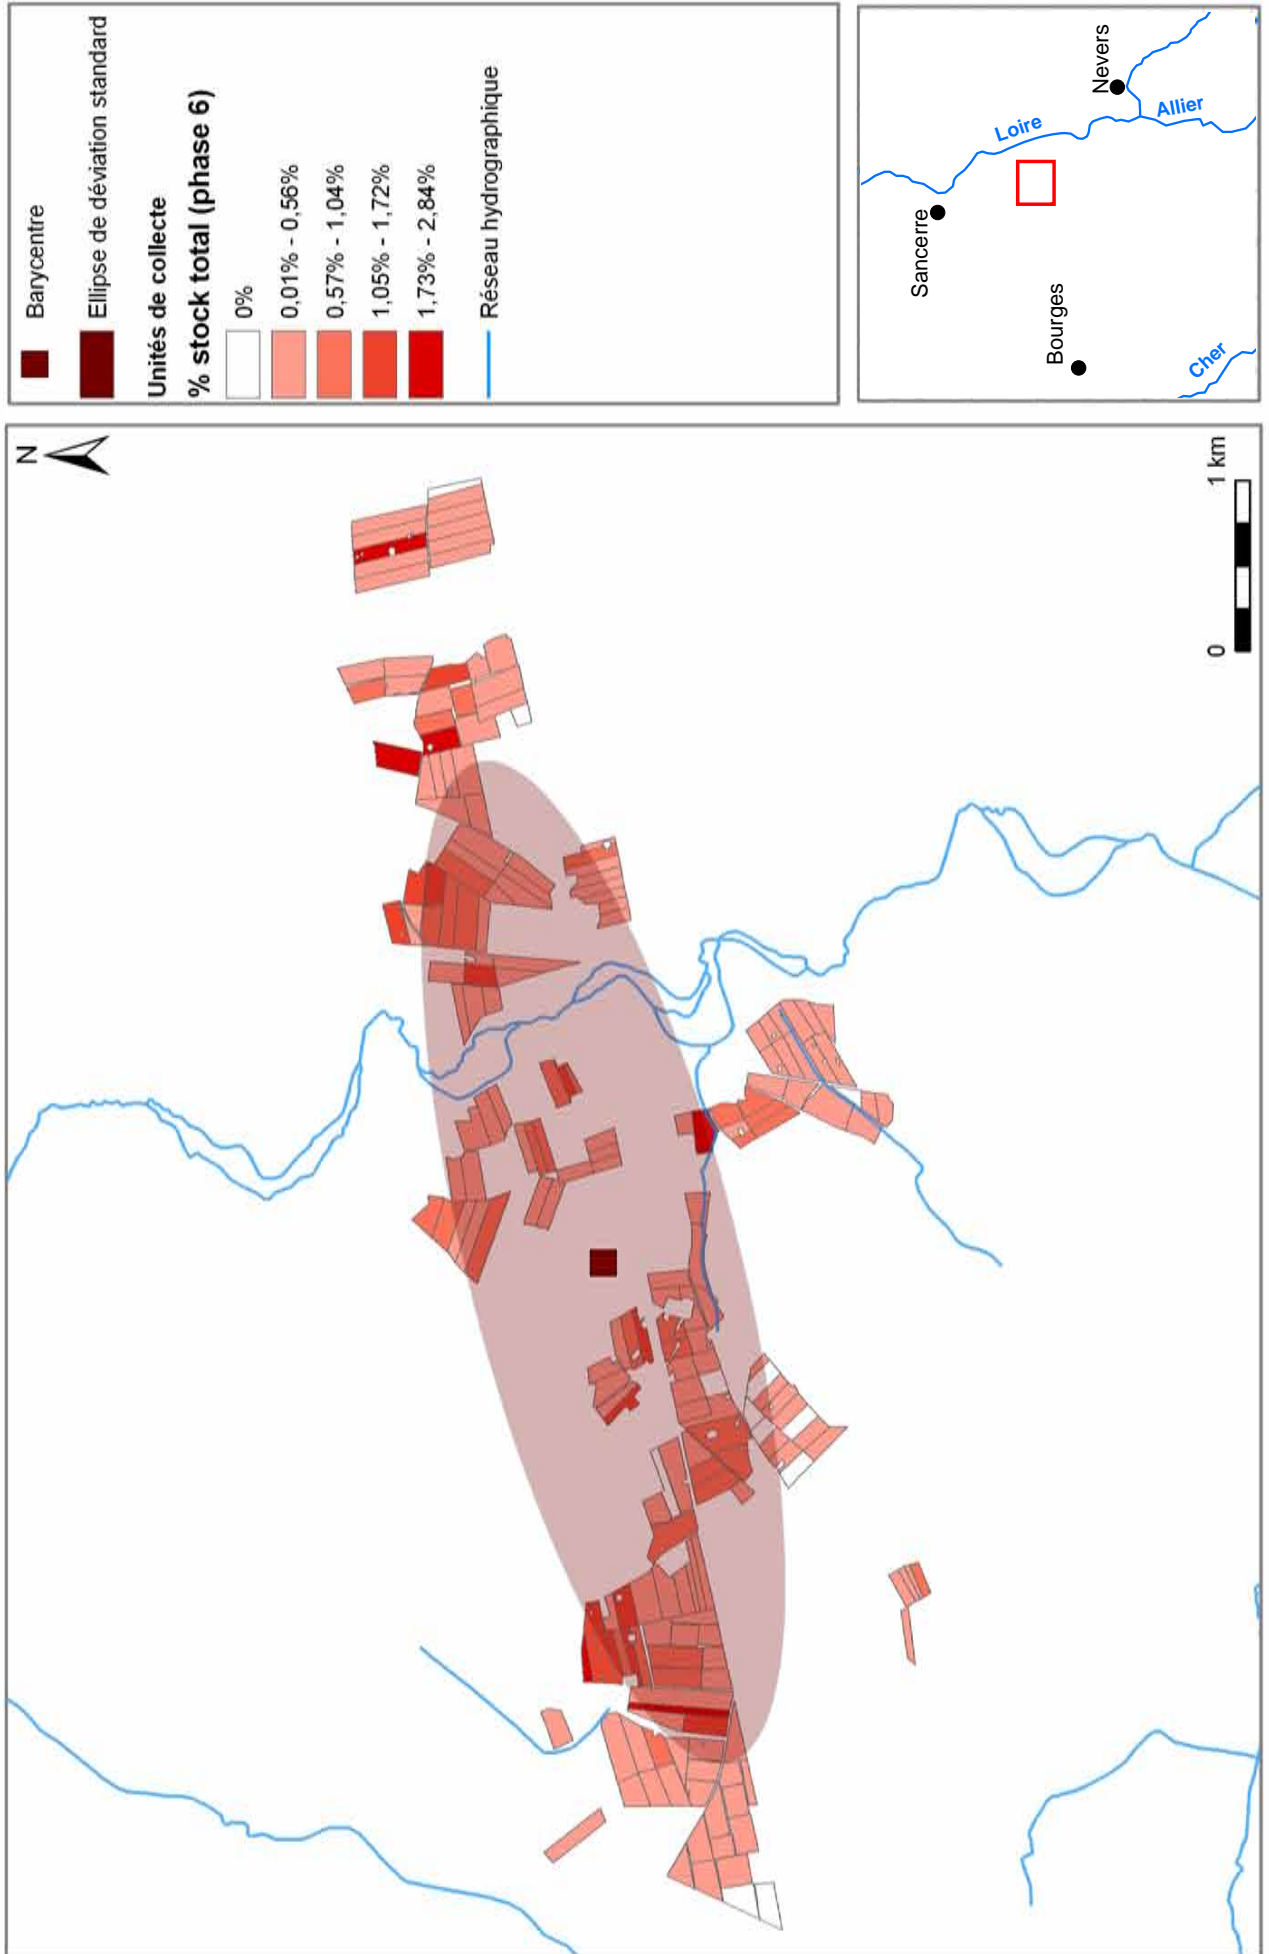 N
0
1 km
Barycentre
Ellipse de déviation standard
Unités de collecte
% stock total (phase 6)
0%
0,01% - 0,56%
0,57% - 1,04%
1,05% - 1,72%
1,73% - 2,84%
Réseau hydrographique
Sancerre
Loire
Nevers
Bourges
Allier
Cher